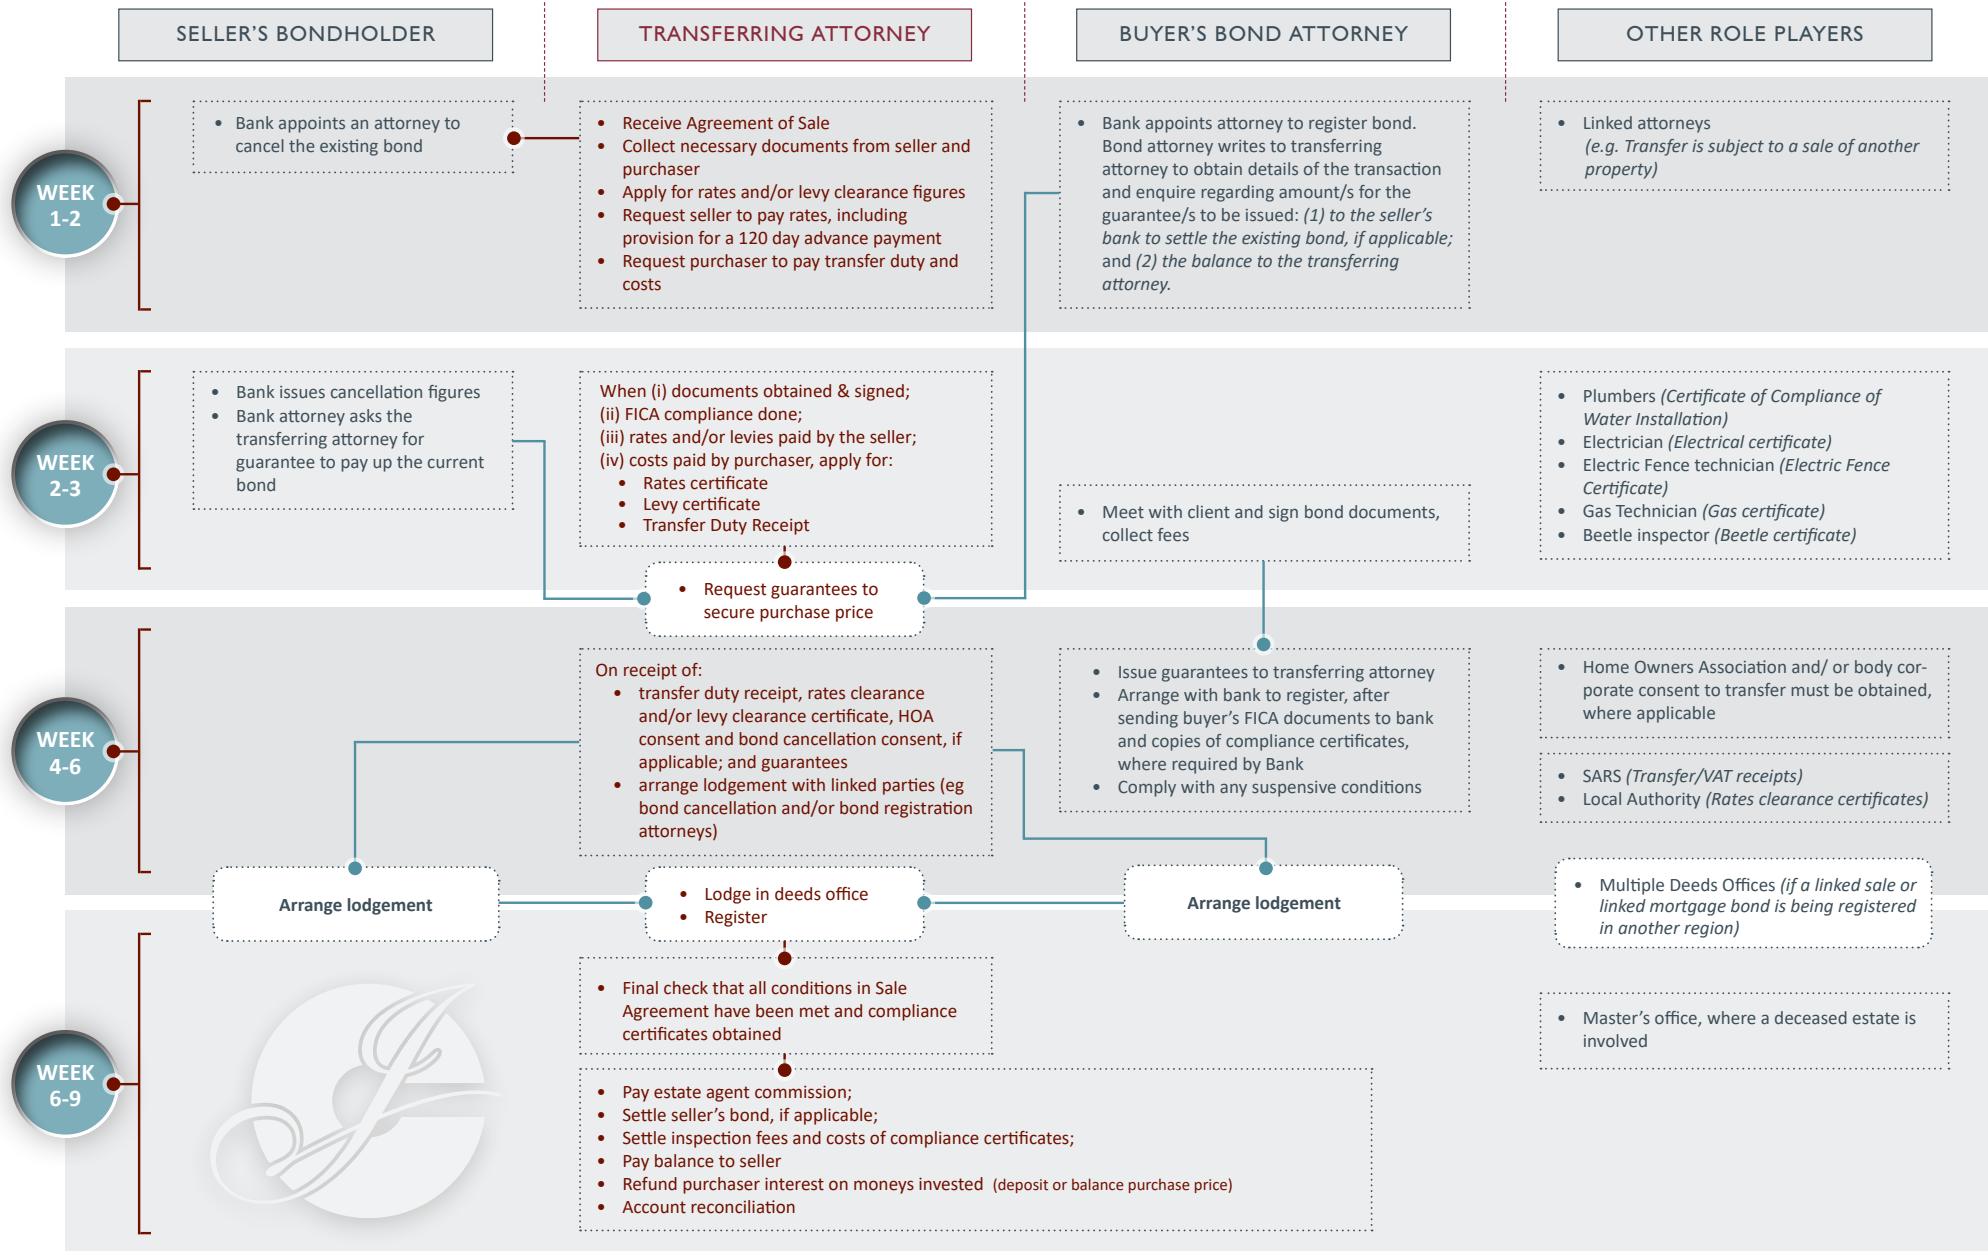 SELLER'S BONDHOLDER
TRANSFERRING ATTORNEY
BUYER'S BOND ATTORNEY
OTHER ROLE PLAYERS
WEEK
1-2
• Bank appoints an attorney to
cancel the existing bond
• Receive Agreement of Sale
• Collect necessary documents from seller and
purchaser
• Apply for rates and/or levy clearance figures
• Request seller to pay rates, including
provision for a 120 day advance payment
• Request purchaser to pay transfer duty and
costs
• Bank appoints attorney to register bond.
Bond attorney writes to transferring
attorney to obtain details of the transaction
and enquire regarding amount/s for the
guarantee/s to be issued: (1) to the seller's
bank to settle the existing bond, if applicable;
and (2) the balance to the transferring
attorney.
• Linked attorneys
(e.g. Transfer is subject to a sale of another
property)
WEEK
2-3
• Bank issues cancellation figures
• Bank attorney asks the
transferring attorney for
guarantee to pay up the current
bond
When (i) documents obtained & signed;
(ii) FICA compliance done;
(iii) rates and/or levies paid by the seller;
(iv) costs paid by purchaser, apply for:
• Rates certificate
• Levy certificate
• Transfer Duty Receipt
• Request guarantees to
secure purchase price
• Meet with client and sign bond documents,
collect fees
• Plumbers (Certificate of Compliance of
Water Installation)
• Electrician (Electrical certificate)
• Electric Fence technician (Electric Fence
Certificate)
• Gas Technician (Gas certificate)
• Beetle inspector (Beetle certificate)
WEEK
4-6
On receipt of:
• transfer duty receipt, rates clearance
and/or levy clearance certificate, HOA
consent and bond cancellation consent, if
applicable; and guarantees
• arrange lodgement with linked parties (eg
bond cancellation and/or bond registration
attorneys)
• Issue guarantees to transferring attorney
• Arrange with bank to register, after
sending buyer's FICA documents to bank
and copies of compliance certificates,
where required by Bank
• Comply with any suspensive conditions
• Home Owners Association and/ or body cor-
porate consent to transfer must be obtained,
where applicable
• SARS (Transfer/VAT receipts)
• Local Authority (Rates clearance certificates)
Arrange lodgement
• Lodge in deeds office
• Register
Arrange lodgement
• Multiple Deeds Offices (if a linked sale or
linked mortgage bond is being registered
in another region)
WEEK
6-9
• Final check that all conditions in Sale
Agreement have been met and compliance
certificates obtained
• Master's office, where a deceased estate is
involved
• Pay estate agent commission;
• Settle seller's bond, if applicable;
• Settle inspection fees and costs of compliance certificates;
• Pay balance to seller
• Refund purchaser interest on moneys invested (deposit or balance purchase price)
• Account reconciliation